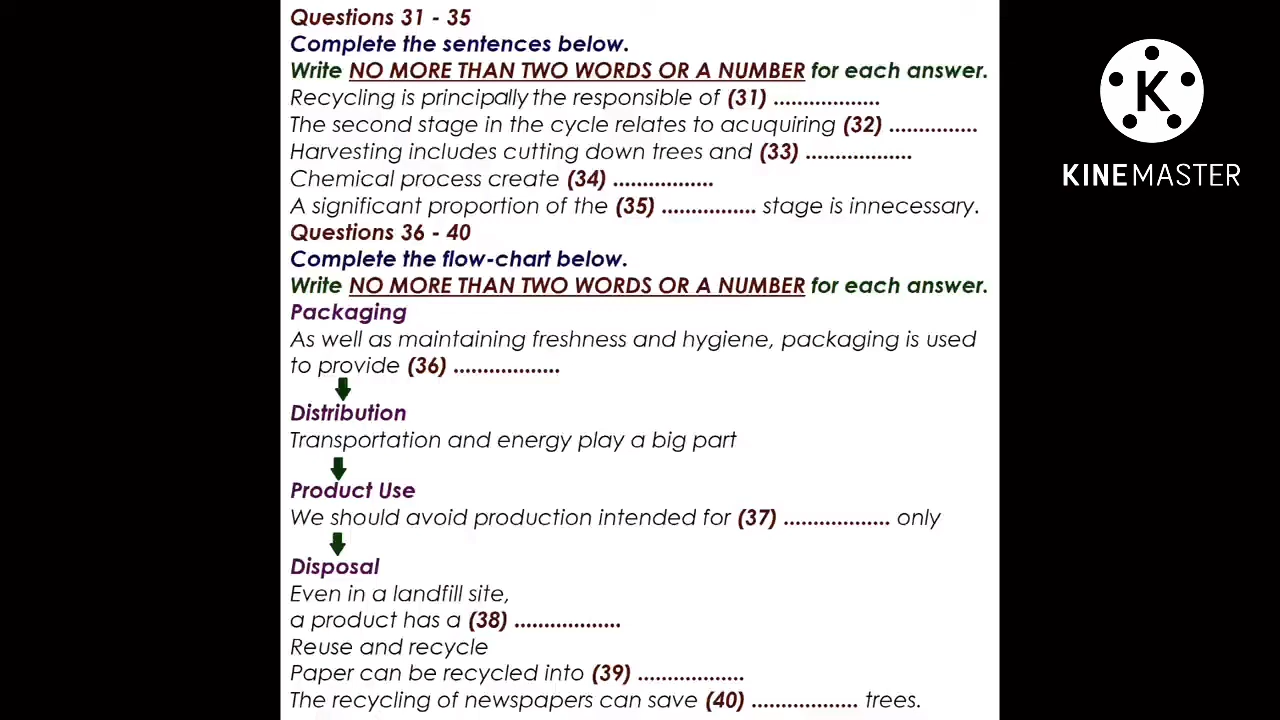 Questions 31 - 35
Complete the sentences below.
Write NO MORE THAN TWO WORDS OR A NUMBER for each answer.
Recycling is principally the responsible of (31) ..................
The second stage in the cycle relates to acuquiring (32) ...............
Harvesting includes cutting down trees and (33) ..................
Chemical process create (34) .................
A significant proportion of the (35) ................ stage is innecessary.
Questions 36 - 40
Complete the flow-chart below.
Write NO MORE THAN TWO WORDS OR A NUMBER for each answer.
Packaging
As well as maintaining freshness and hygiene, packaging is used
to provide (36) ..................
Distribution
Transportation and energy play a big part
Product Use
We should avoid production intended for (37) .................. only
Disposal
Even in a landfill site,
a product has a (38) ..................
Reuse and recycle
Paper can be recycled into (39) ..................
The recycling of newspapers can save (40) .................. trees.
K
KINEMASTER